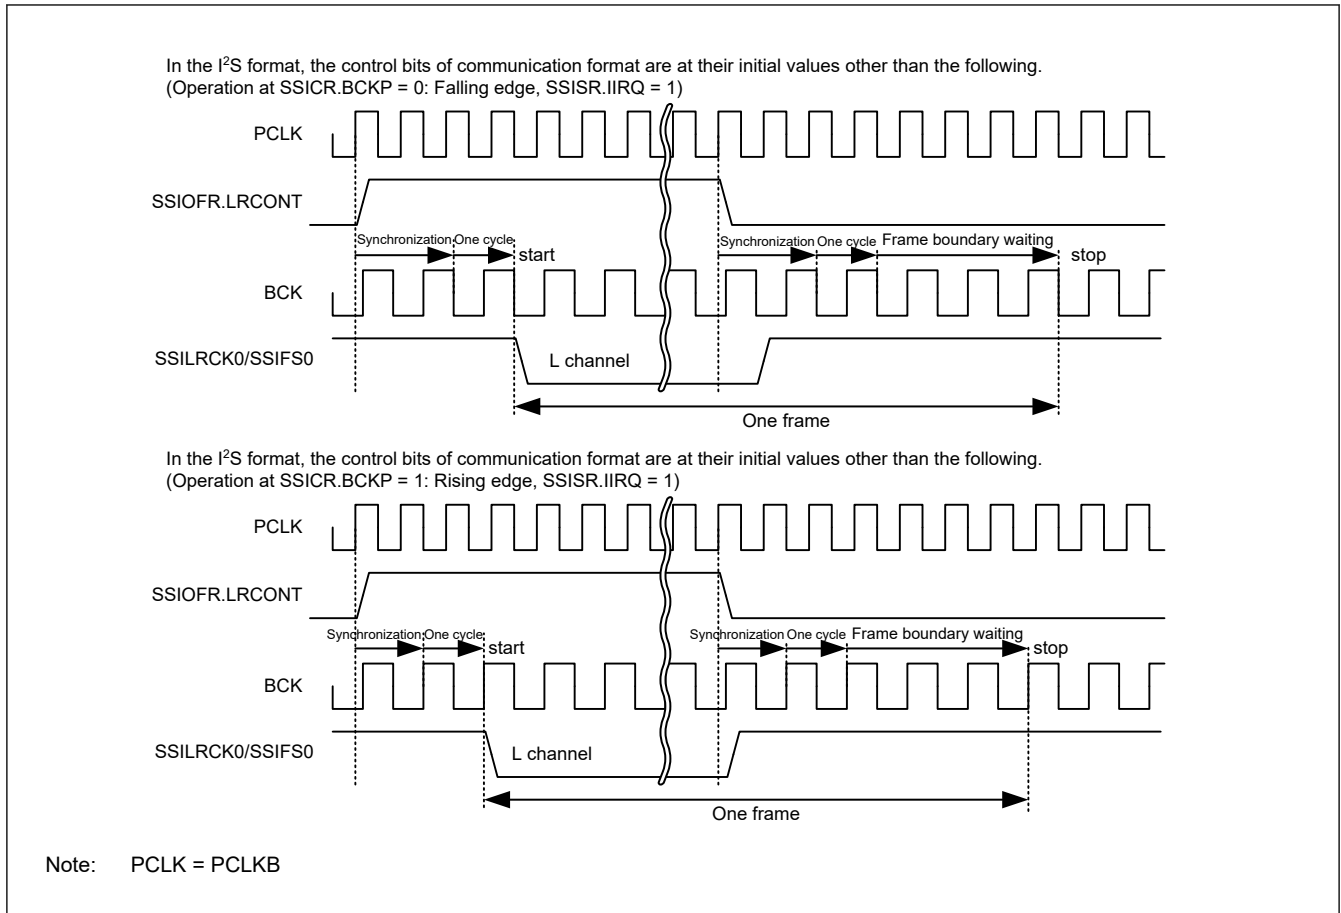 In the I²S format, the control bits of communication format are at their initial values other than the following.
(Operation at SSICR.BCKP = 0: Falling edge, SSISR.IIRQ = 1)
PCLK
SSIOFR.LRCONT
Synchronization One cycle start Synchronization One cycle Frame boundary waiting stop
BCK
SSILRCK0/SSIFS0 L channel
One frame
In the I²S format, the control bits of communication format are at their initial values other than the following.
(Operation at SSICR.BCKP = 1: Rising edge, SSISR.IIRQ = 1)
PCLK
SSIOFR.LRCONT
Synchronization One cycle start Synchronization One cycle Frame boundary waiting stop
BCK
SSILRCK0/SSIFS0 L channel
One frame
Note: PCLK = PCLKB